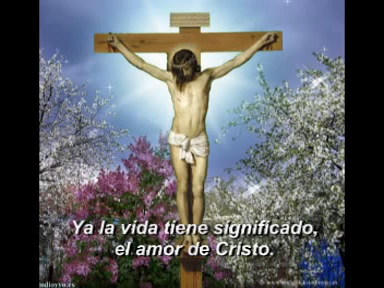 Ya la vida tiene significado,
el amor de Cristo.